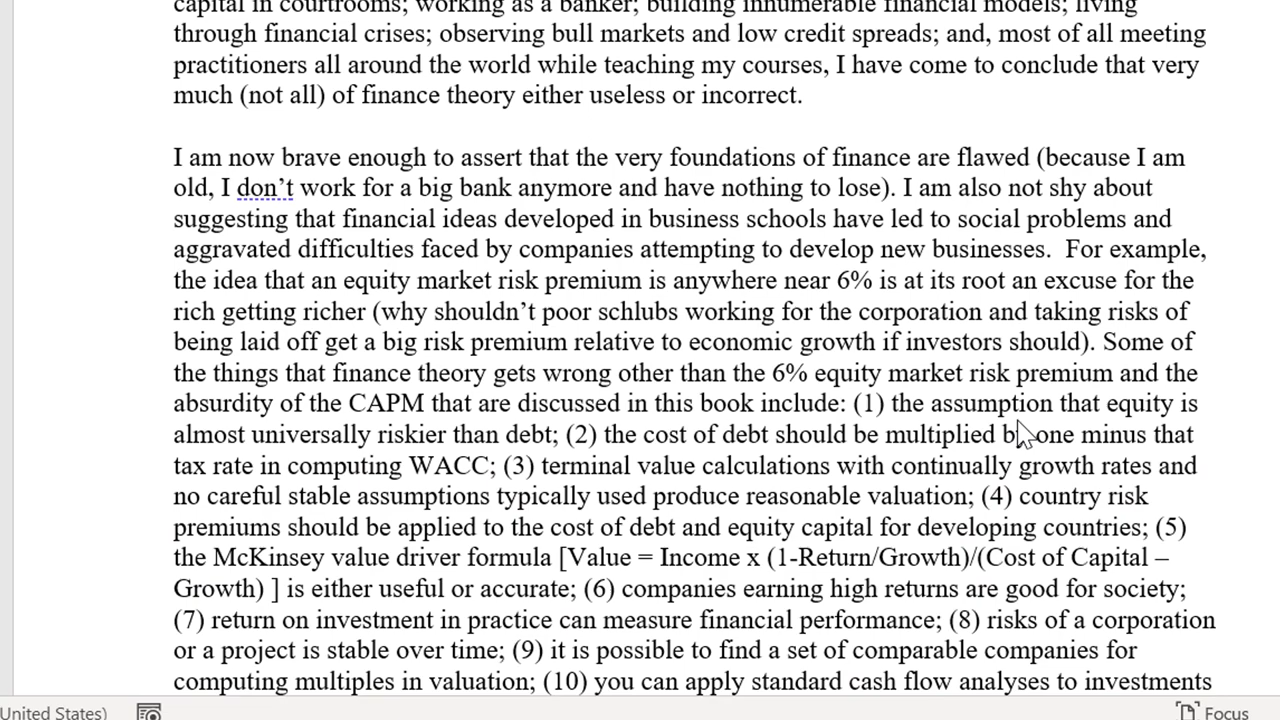 capital in courtrooms; working as a banker; building innumerable financial models; living
through financial crises; observing bull markets and low credit spreads; and, most of all meeting
practitioners all around the world while teaching my courses, I have come to conclude that very
much (not all) of finance theory either useless or incorrect.
I am now brave enough to assert that the very foundations of finance are flawed (because I am
old, I don’t work for a big bank anymore and have nothing to lose). I am also not shy about
suggesting that financial ideas developed in business schools have led to social problems and
aggravated difficulties faced by companies attempting to develop new businesses.  For example,
the idea that an equity market risk premium is anywhere near 6% is at its root an excuse for the
rich getting richer (why shouldn’t poor schlubs working for the corporation and taking risks of
being laid off get a big risk premium relative to economic growth if investors should). Some of
the things that finance theory gets wrong other than the 6% equity market risk premium and the
absurdity of the CAPM that are discussed in this book include: (1) the assumption that equity is
almost universally riskier than debt; (2) the cost of debt should be multiplied by one minus that
tax rate in computing WACC; (3) terminal value calculations with continually growth rates and
no careful stable assumptions typically used produce reasonable valuation; (4) country risk
premiums should be applied to the cost of debt and equity capital for developing countries; (5)
the McKinsey value driver formula [Value = Income x (1-Return/Growth)/(Cost of Capital –
Growth) ] is either useful or accurate; (6) companies earning high returns are good for society;
(7) return on investment in practice can measure financial performance; (8) risks of a corporation
or a project is stable over time; (9) it is possible to find a set of comparable companies for
computing multiples in valuation; (10) you can apply standard cash flow analyses to investments
United States)
Focus